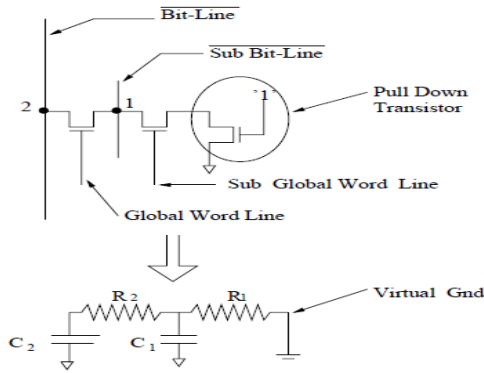 Bit-Line
Sub Bit-Line
2
1
'1'
Pull Down
Transistor
Sub Global Word Line
Global Word Line
R2
R1
Virtual Gnd
C2
C1